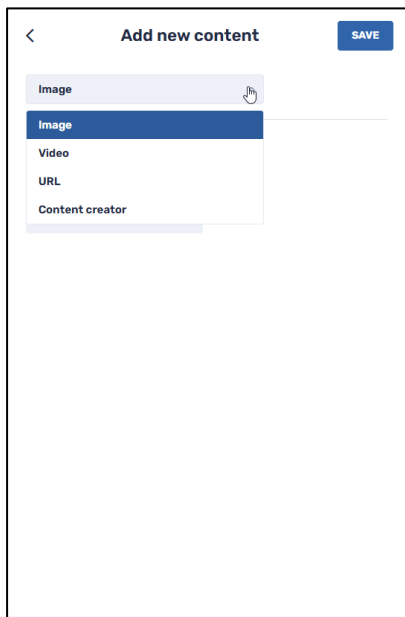 Add new content
SAVE
Image
Image
Video
URL
Content creator